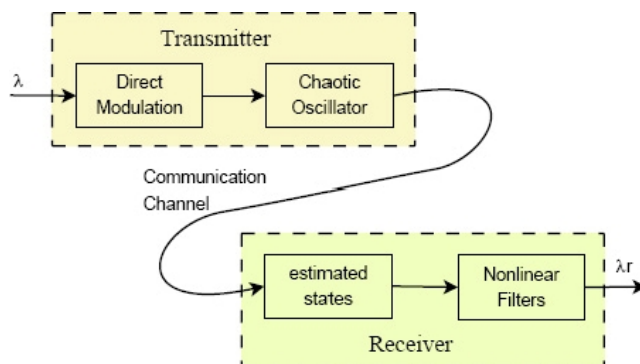 Transmitter
λ
Direct
Modulation
Chaotic
Oscillator
Communication
Channel
estimated
states
Nonlinear
Filters
λr
Receiver